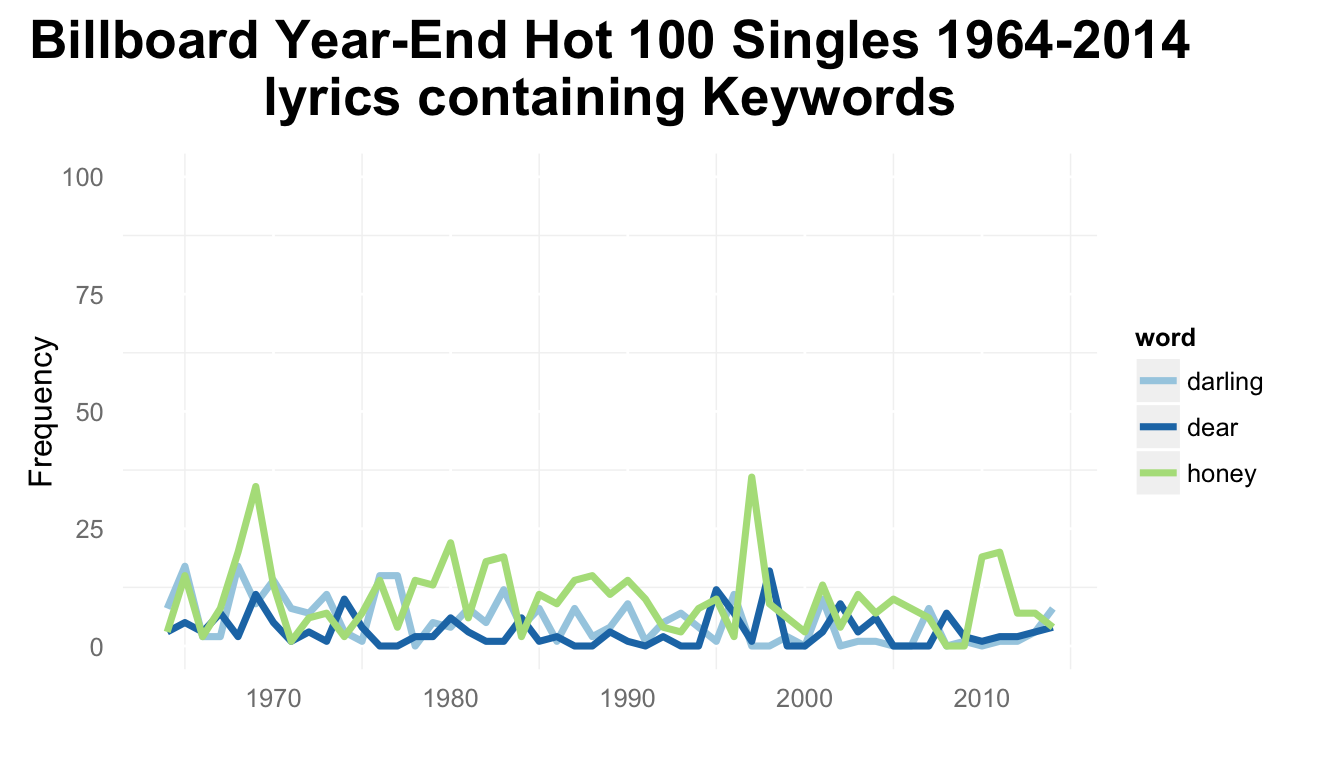 Billboard Year-End Hot 100 Singles 1964-2014
lyrics containing Keywords
100
75
50
25
0
Frequency
1970 1980 1990 2000 2010
word
darling
dear
honey